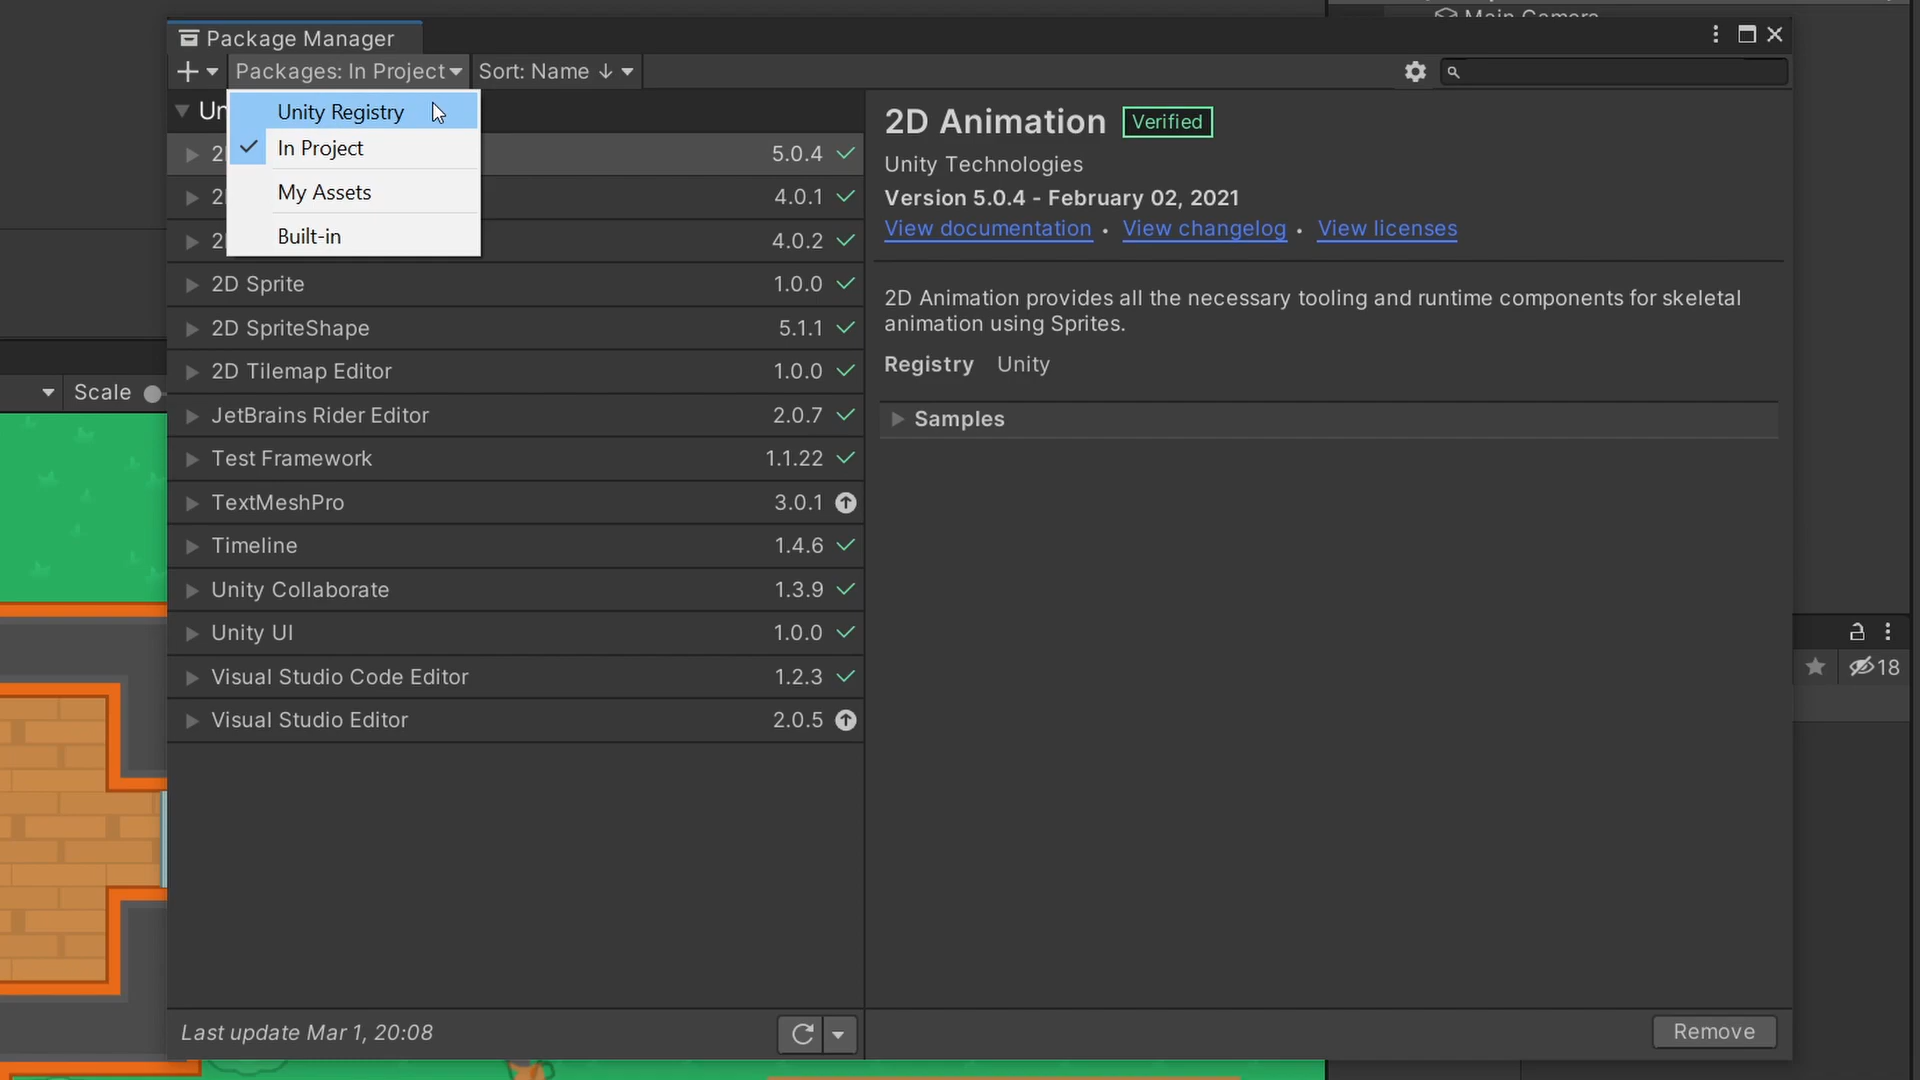 Package Manager
Packages: In Project
Sort: Name ↓
Unity Registry
In Project
My Assets
Built-in
5.0.4
4.0.1
4.0.2
2D Sprite 1.0.0
2D SpriteShape 5.1.1
2D Tilemap Editor 1.0.0
JetBrains Rider Editor 2.0.7
Test Framework 1.1.22
TextMeshPro 3.0.1
Timeline 1.4.6
Unity Collaborate 1.3.9
Unity UI 1.0.0
Visual Studio Code Editor 1.2.3
Visual Studio Editor 2.0.5
Last update Mar 1, 20:08
2D Animation Verified
Unity Technologies
Version 5.0.4 - February 02, 2021
View documentation • View changelog • View licenses
2D Animation provides all the necessary tooling and runtime components for skeletal
animation using Sprites.
Registry Unity
Samples
Remove
Scale
Main Camera
18